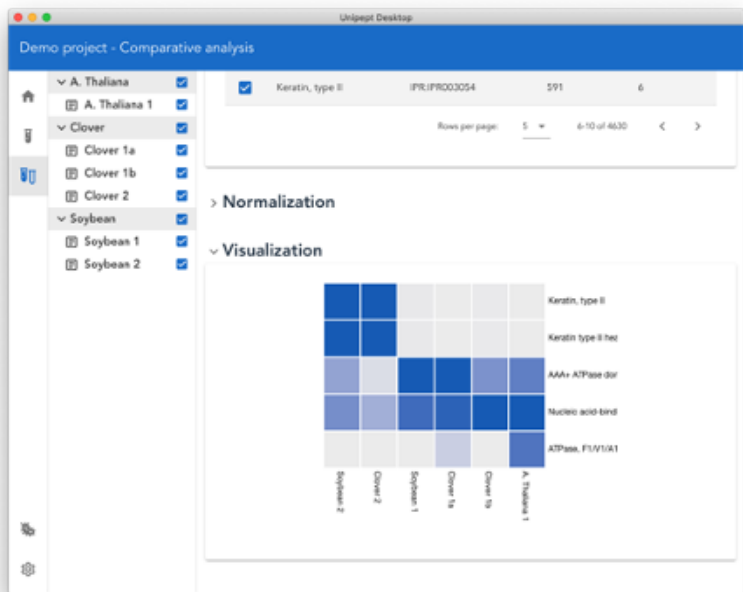 Unipept Desktop
Demo project - Comparative analysis
A. Thaliana
A. Thaliana 1
Clover
Clover 1a
Clover 1b
Clover 2
Soybean
Soybean 1
Soybean 2
Keratin, type II IPR:IPR003054 591 6
Rows per page: 5 6-10 of 4630
Normalization
Visualization
Keratin, type II
Keratin type II hea
AAA+ ATPase dor
Nucleic acid-bind
ATPase, F1/V1/A1
Soybean 2
Clover 2
Soybean 1
Clover 1a
Clover 1b
A. Thaliana 1